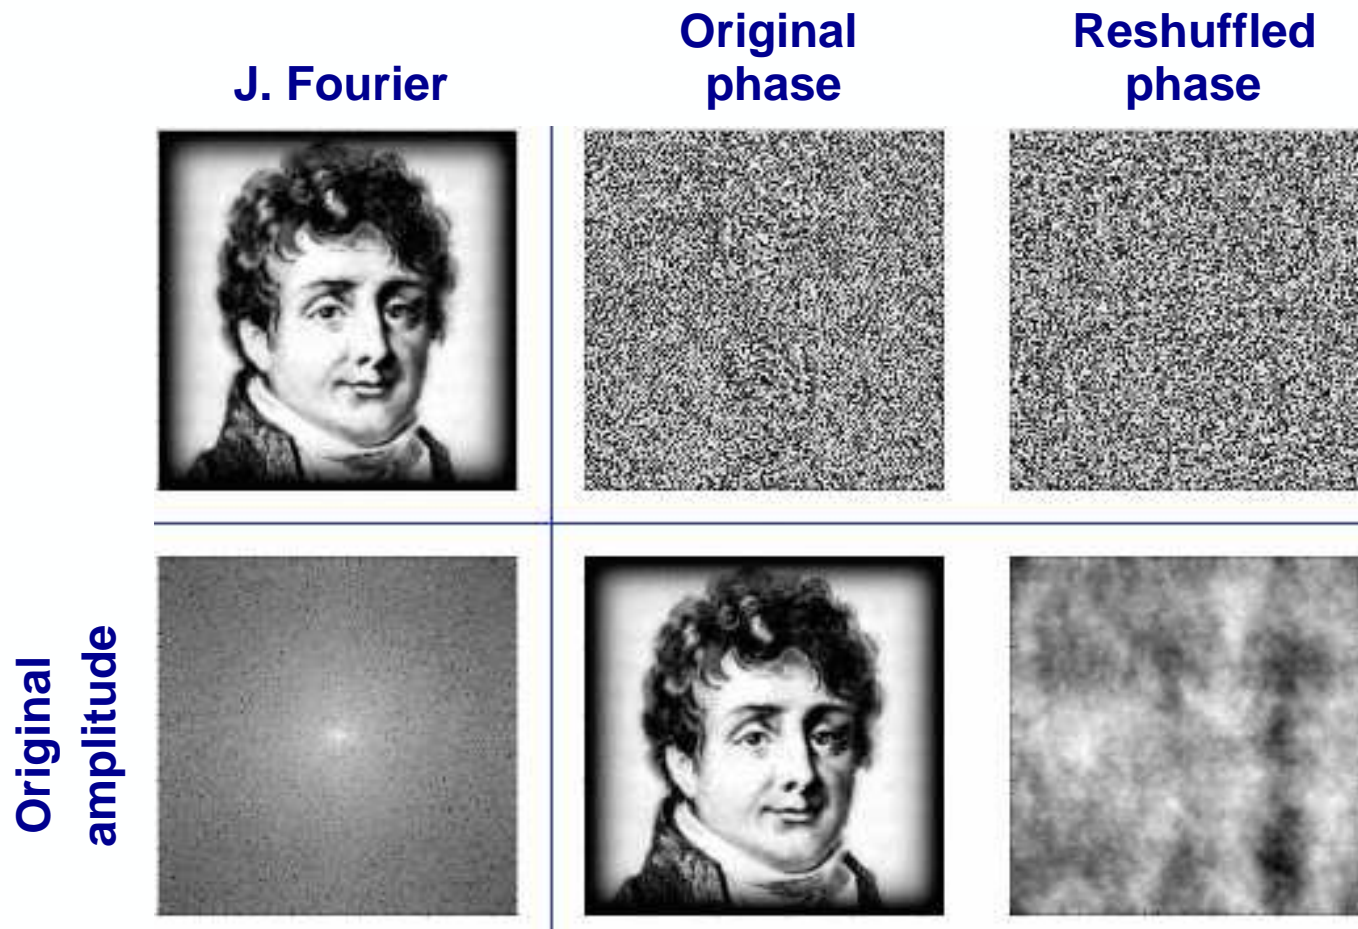 J. Fourier
Original
phase
Reshuffled
phase
Original
amplitude